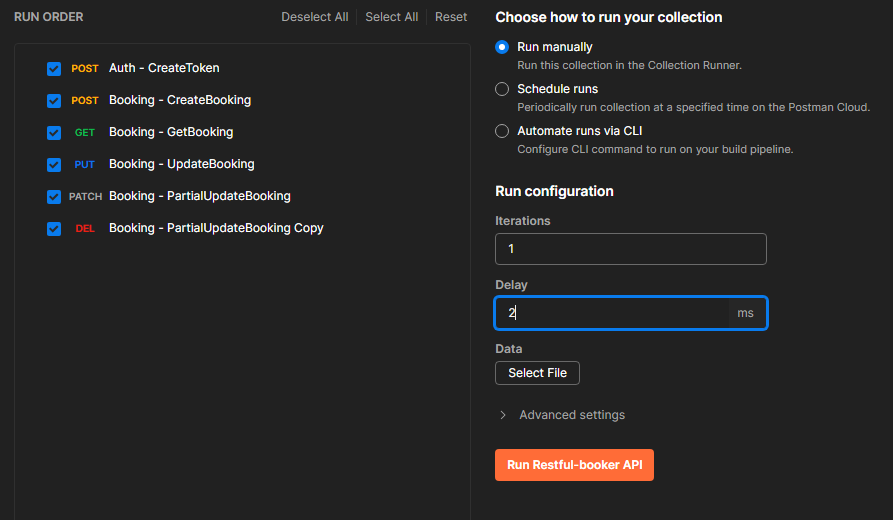 RUN ORDER
Deselect All
Select All
Reset
POST Auth - CreateToken
POST Booking - CreateBooking
GET Booking - GetBooking
PUT Booking - UpdateBooking
PATCH Booking - PartialUpdateBooking
DEL Booking - PartialUpdateBooking Copy
Choose how to run your collection
Run manually
Run this collection in the Collection Runner.
Schedule runs
Periodically run collection at a specified time on the Postman Cloud.
Automate runs via CLI
Configure CLI command to run on your build pipeline.
Run configuration
Iterations
1
Delay
2 ms
Data
Select File
Advanced settings
Run Restful-booker API